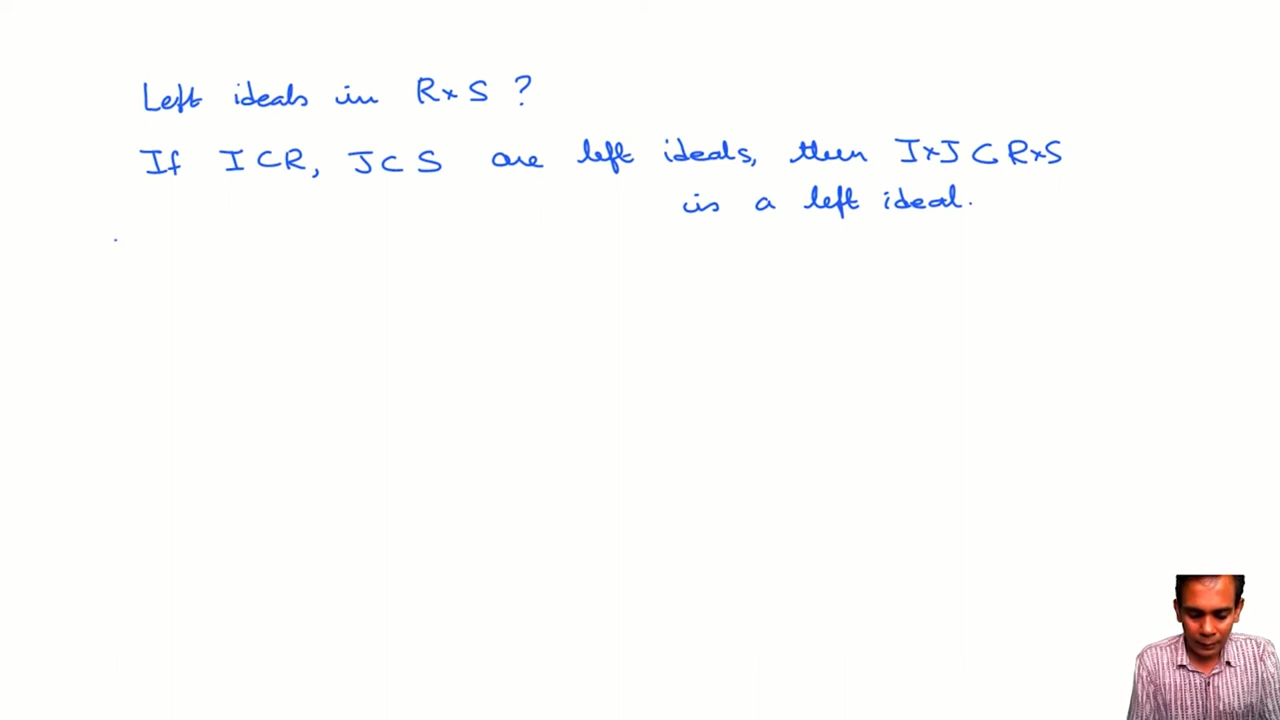 Left ideals in R×S ?
If I ⊂ R, J ⊂ S are left ideals, then I×J ⊂ R×S
is a left ideal.